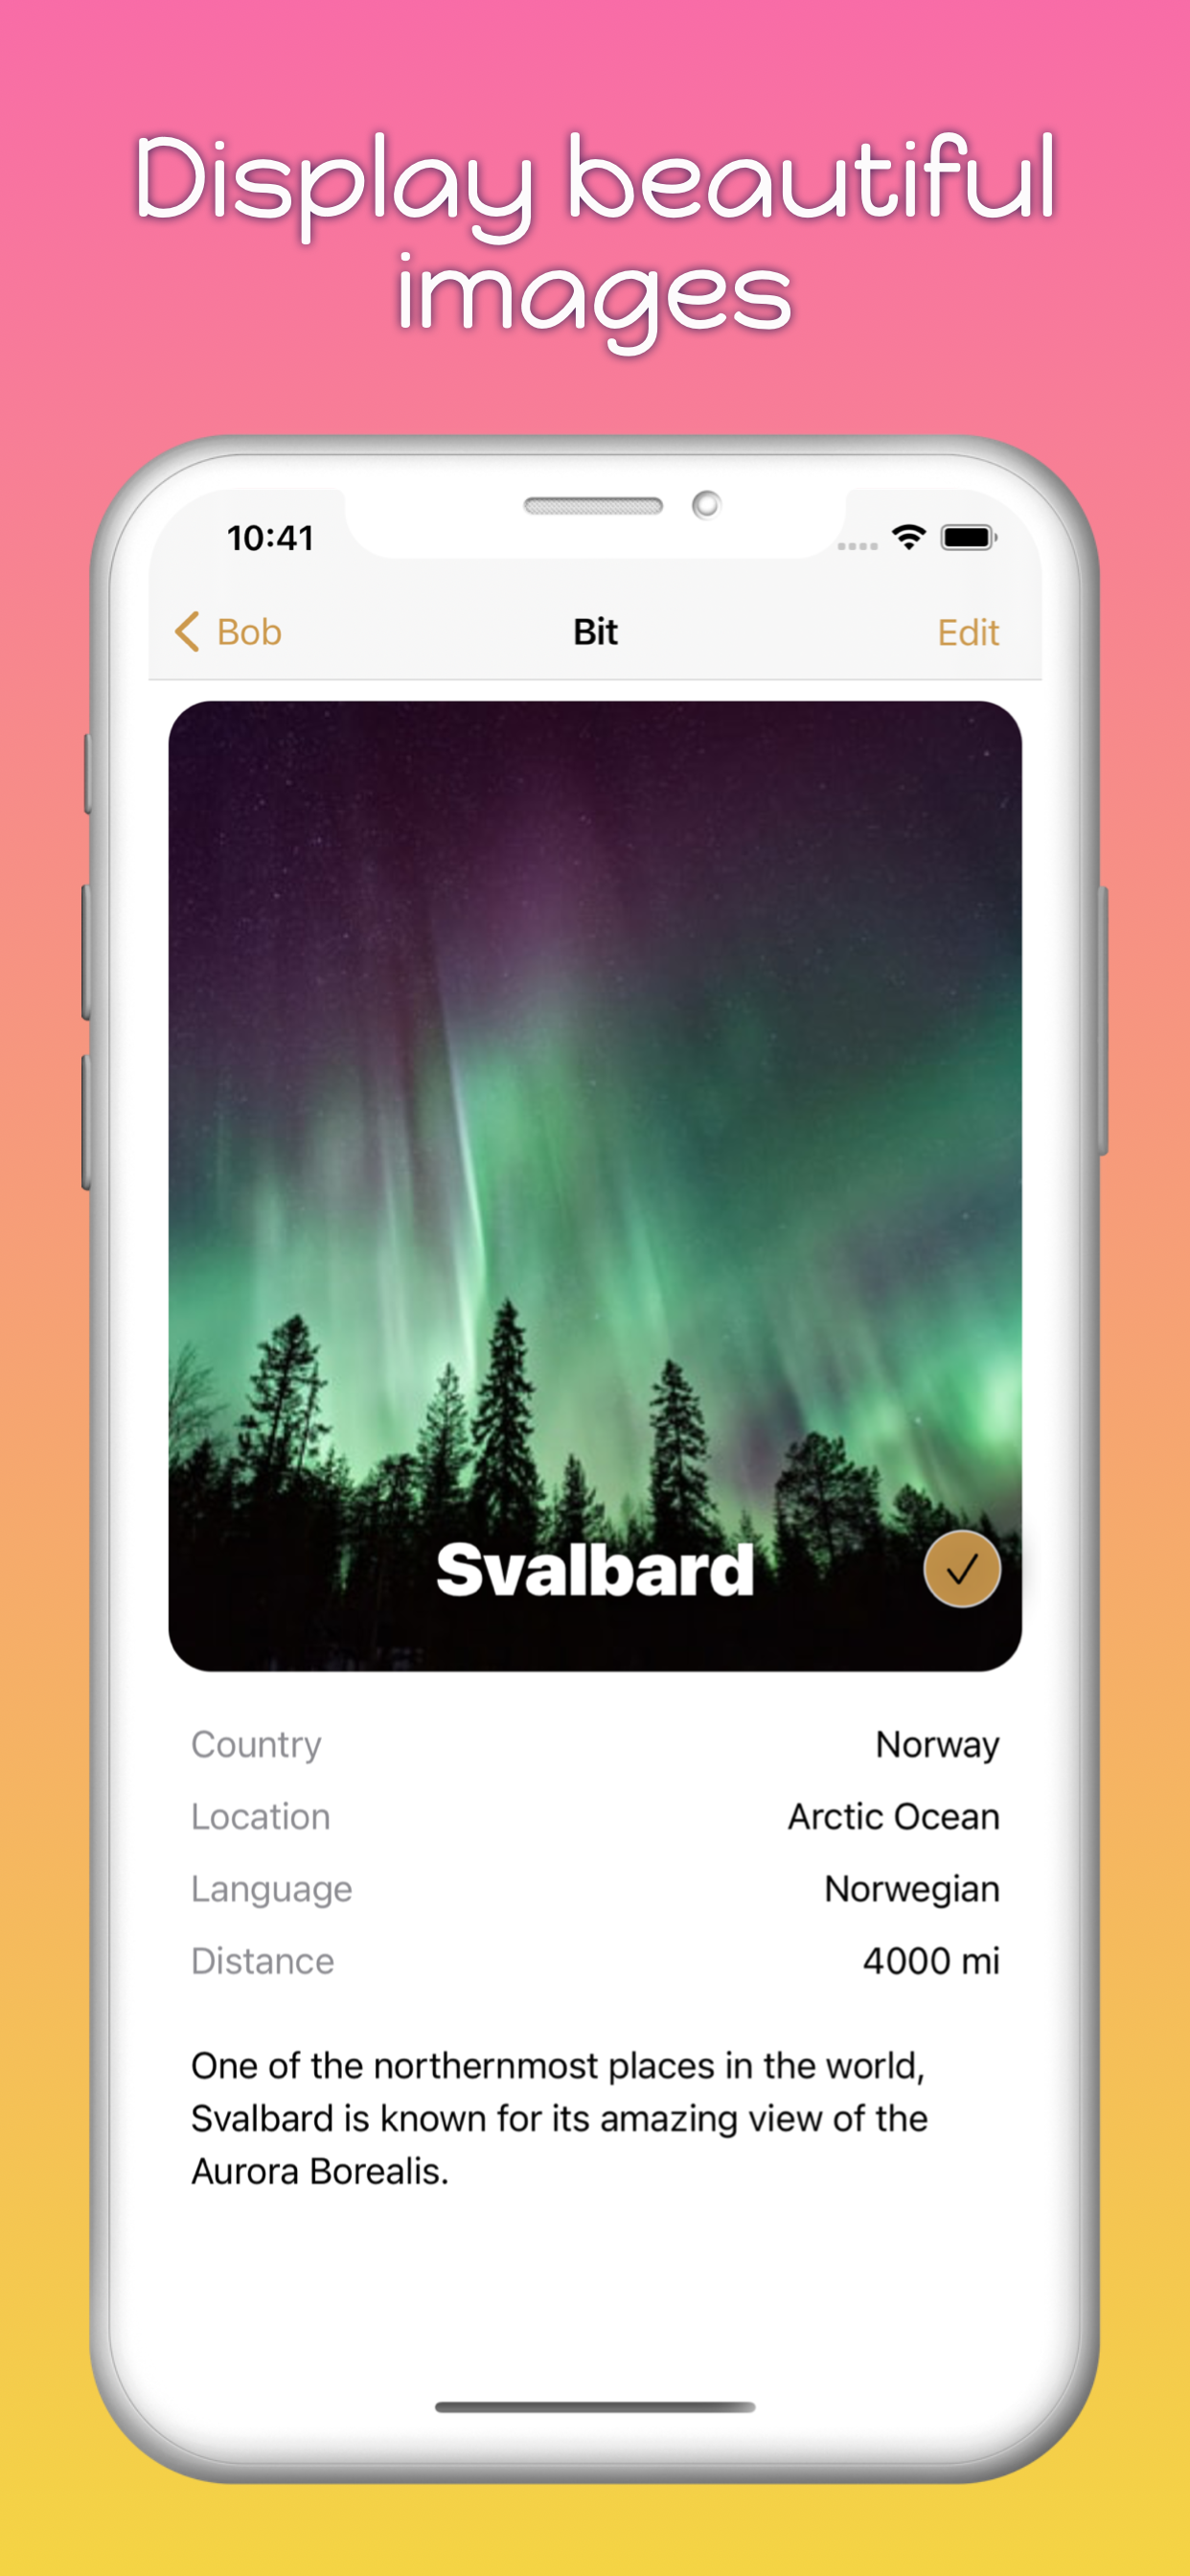 Display beautiful
images
10:41
Bob
Bit
Edit
Svalbard
Country
Norway
Location
Arctic Ocean
Language
Norwegian
Distance
4000 mi
One of the northernmost places in the world,
Svalbard is known for its amazing view of the
Aurora Borealis.